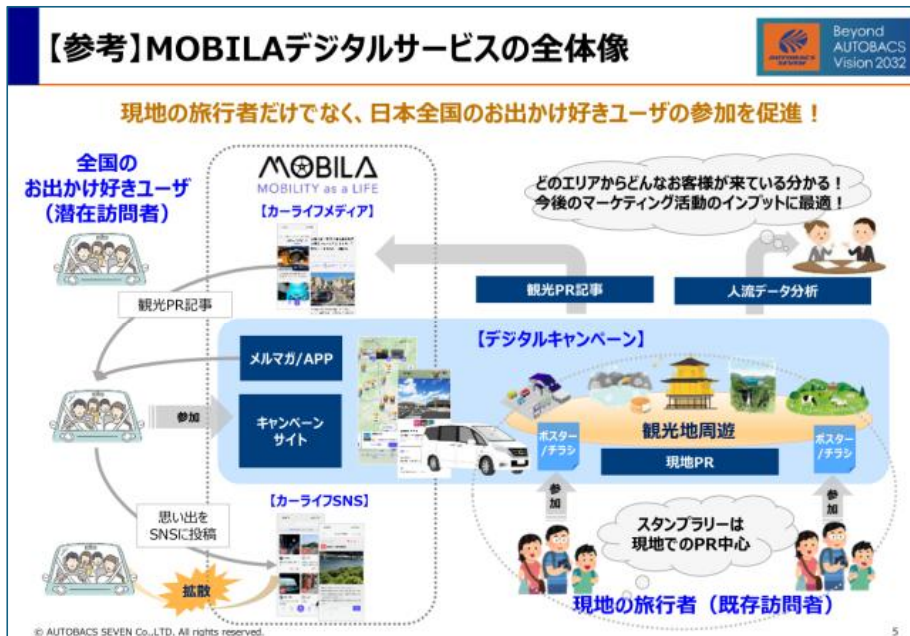 【参考】MOBILAデジタルサービスの全体像
AUTOBACS SEVEN
Beyond
AUTOBACS
Vision 2032
現地の旅行者だけでなく、日本全国のお出かけ好きユーザの参加を促進！
全国の
お出かけ好きユーザ
（潜在訪問者）
MOBILA
MOBILITY as a LIFE
【カーライフメディア】
どのエリアからどんなお客様が来ている分かる！
今後のマーケティング活動のインプットに最適！
観光PR記事
観光PR記事
人流データ分析
【デジタルキャンペーン】
メルマガ/APP
参加
キャンペーン
サイト
観光地周遊
ポスター
/チラシ
現地PR
ポスター
/チラシ
参加
参加
思い出を
SNSに投稿
【カーライフSNS】
スタンプラリーは
現地でのPR中心
拡散
現地の旅行者（既存訪問者）
© AUTOBACS SEVEN Co.,LTD. All rights reserved.
5